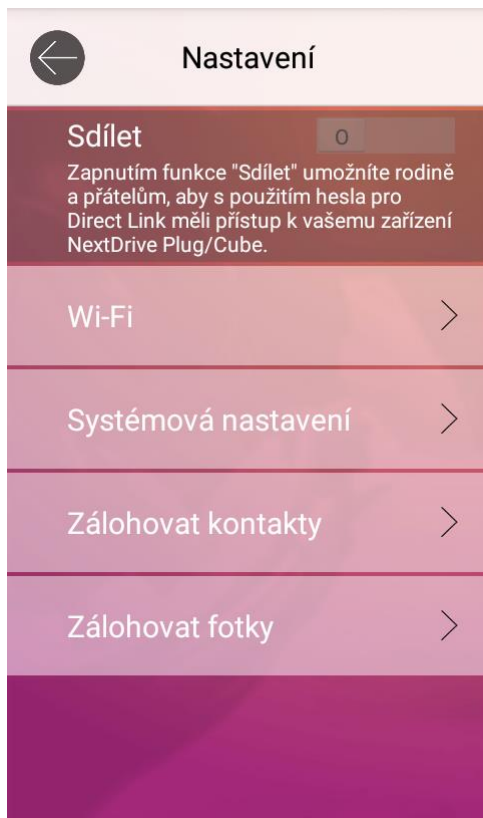 Nastavení
Sdílet
O
Zapnutím funkce "Sdílet" umožníte rodině
a přátelům, aby s použitím hesla pro
Direct Link měli přístup k vašemu zařízení
NextDrive Plug/Cube.
Wi-Fi
Systémová nastavení
Zálohovat kontakty
Zálohovat fotky